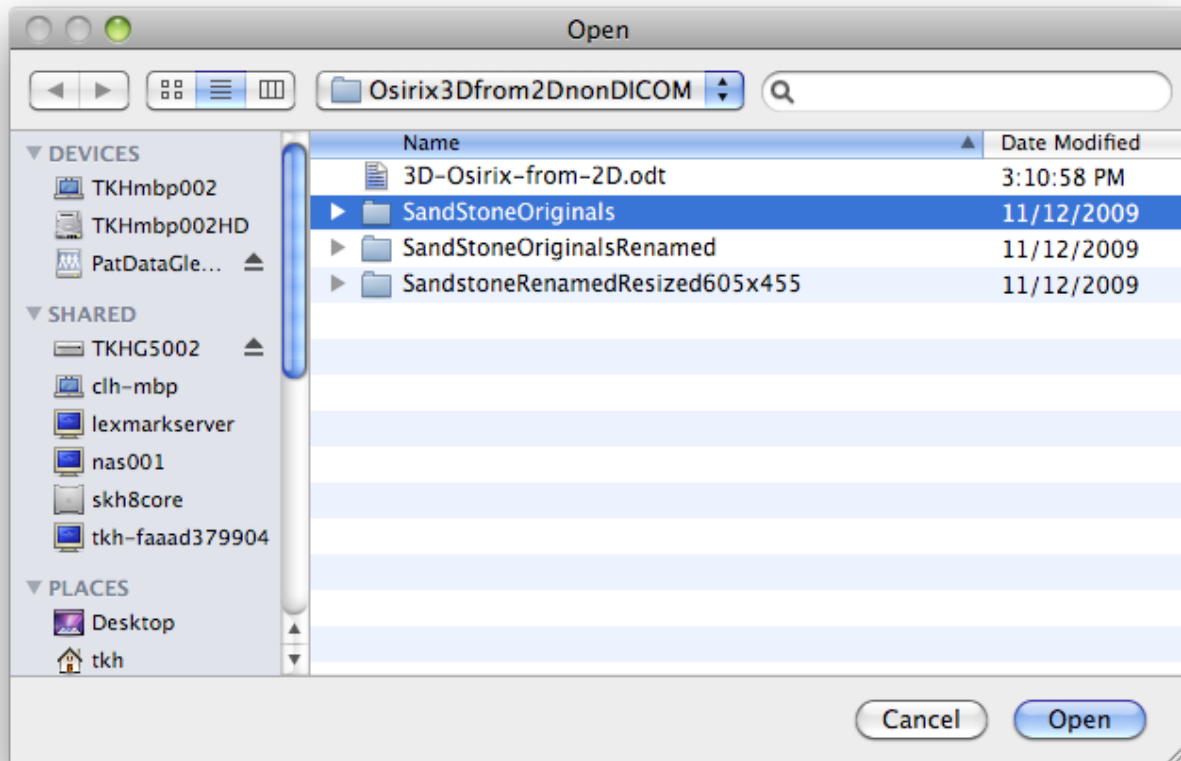 Open
Osirix3Dfrom2DnonDICOM
DEVICES
TKHmbp002
TKHmbp002HD
PatDataGle...
SHARED
TKHG5002
clh-mbp
lexmarkserver
nas001
skh8core
tkh-faaad379904
PLACES
Desktop
tkh
Name Date Modified
3D-Osirix-from-2D.odt 3:10:58 PM
SandStoneOriginals 11/12/2009
SandStoneOriginalsRenamed 11/12/2009
SandstoneRenamedResized605x455 11/12/2009
Cancel Open